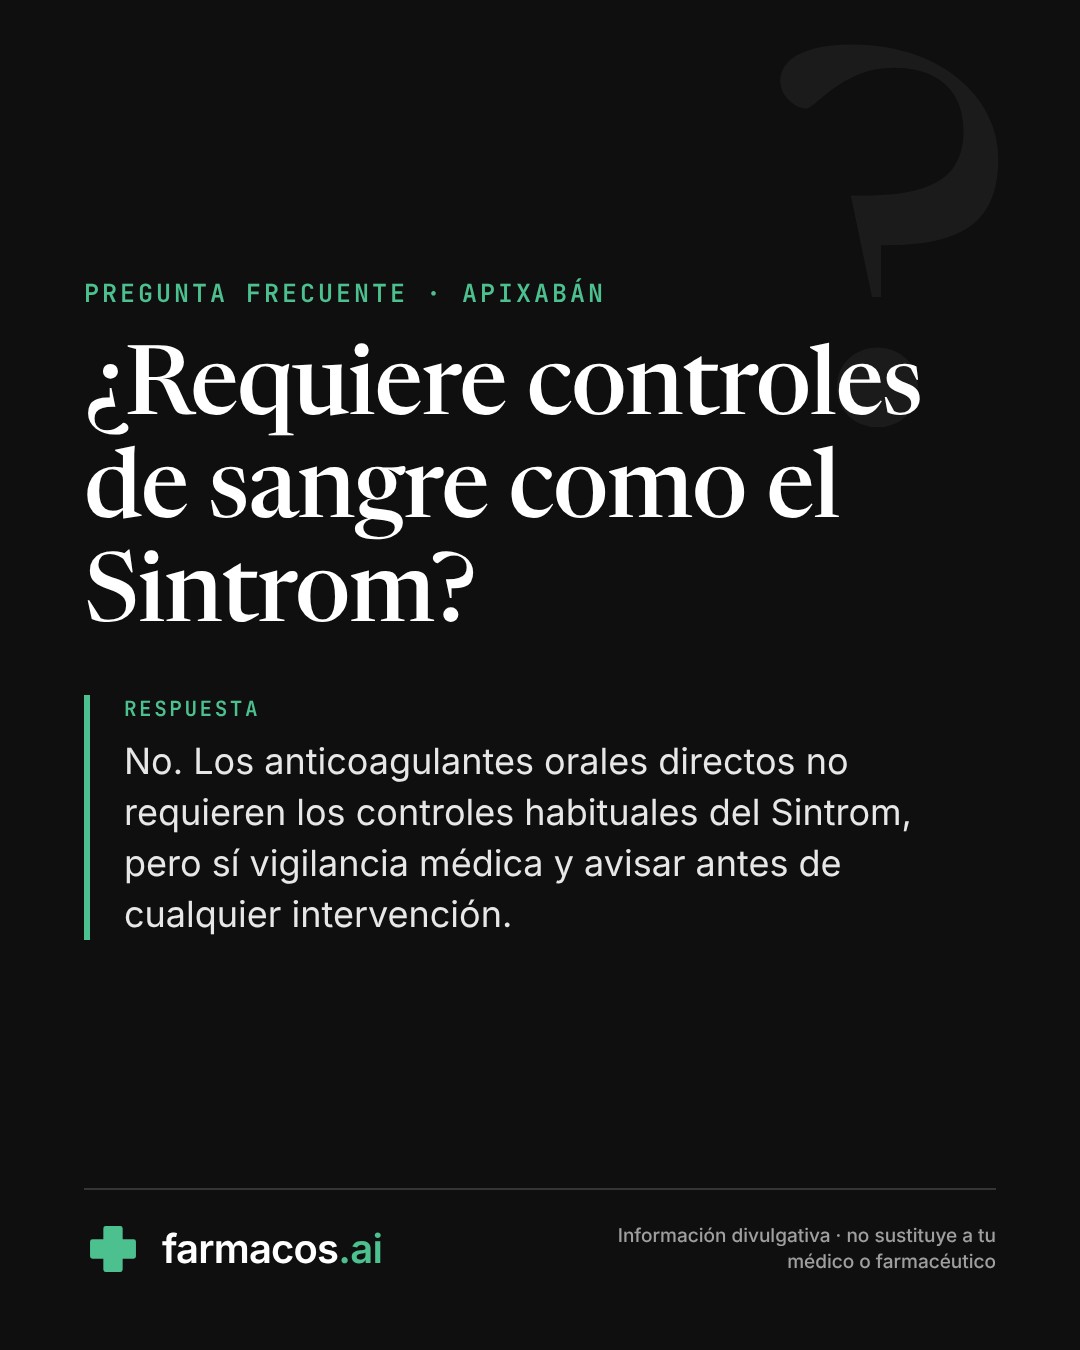 PREGUNTA FRECUENTE · APIXABÁN
¿Requiere controles
de sangre como el
Sintrom?
RESPUESTA
No. Los anticoagulantes orales directos no
requieren los controles habituales del Sintrom,
pero sí vigilancia médica y avisar antes de
cualquier intervención.
farmacos.ai
Información divulgativa · no sustituye a tu
médico o farmacéutico